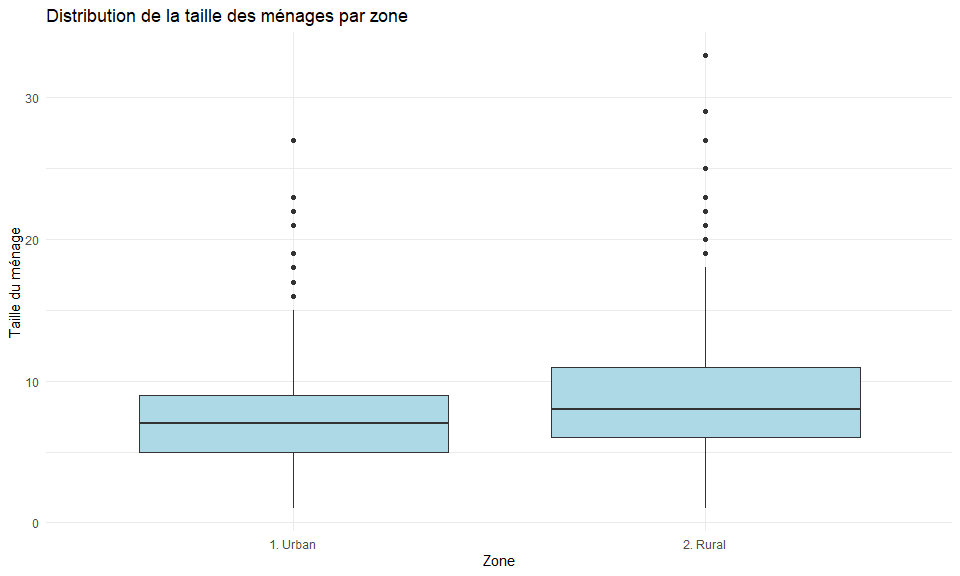 Distribution de la taille des ménages par zone
Taille du ménage
30
20
10
0
1. Urban
2. Rural
Zone